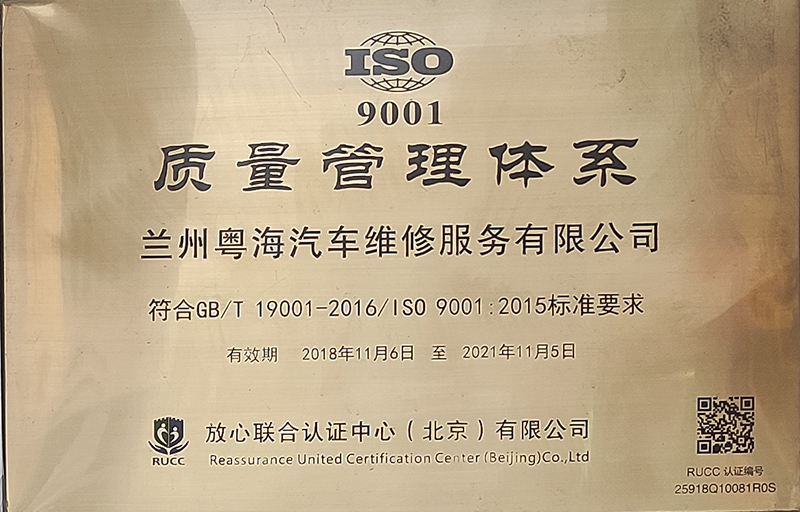 ISO
9001
质量管理体系
兰州粤海汽车维修服务有限公司
符合GB/T 19001-2016/ISO 9001:2015标准要求
有效期 2018年11月6日 至 2021年11月5日
放心联合认证中心（北京）有限公司
RUCC Reassurance United Certification Center(Beijing)Co.,Ltd
RUCC 认证编号
25918Q10081R0S